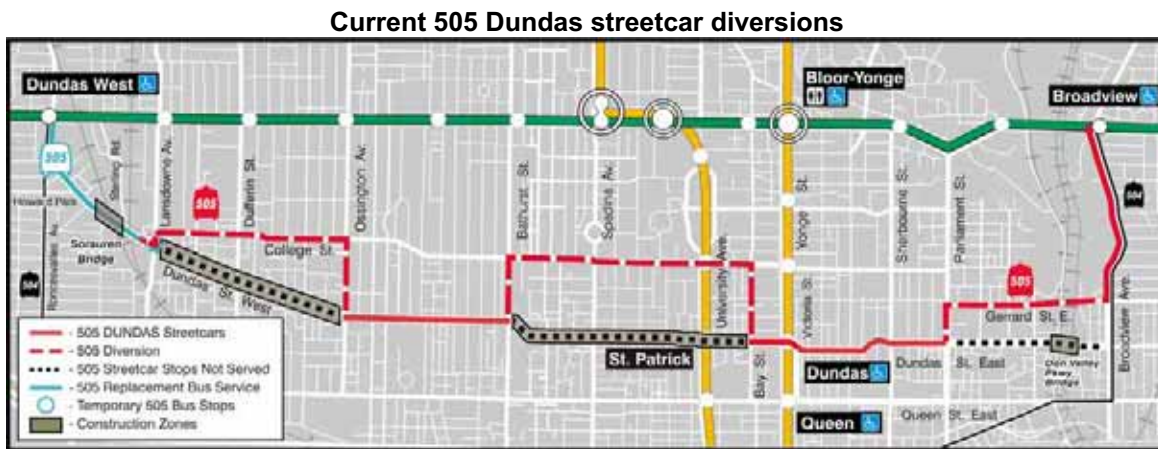 Current 505 Dundas streetcar diversions
Dundas West
Bloor-Yonge
Broadview
505
Sterling Rd.
Lansdowne Av.
Dufferin St.
Ossington Av.
Bathurst St.
Spadina Av.
University Ave.
Yonge St.
Sherbourne St.
Parliament St.
504
Howard Park
505
Sorauren
Bridge
College St.
Roncesvalles Av.
504
Dundas St. West
Victoria St.
505
Gerrard St. E.
Broadview Ave.
St. Patrick
Bay St.
Dundas
Dundas St. East
Don Valley
Pkwy
Bridge
Queen
Queen St. East
- 505 DUNDAS Streetcars
- 505 Diversion
- 505 Streetcar Stops Not Served
- 505 Replacement Bus Service
- Temporary 505 Bus Stops
- Construction Zones